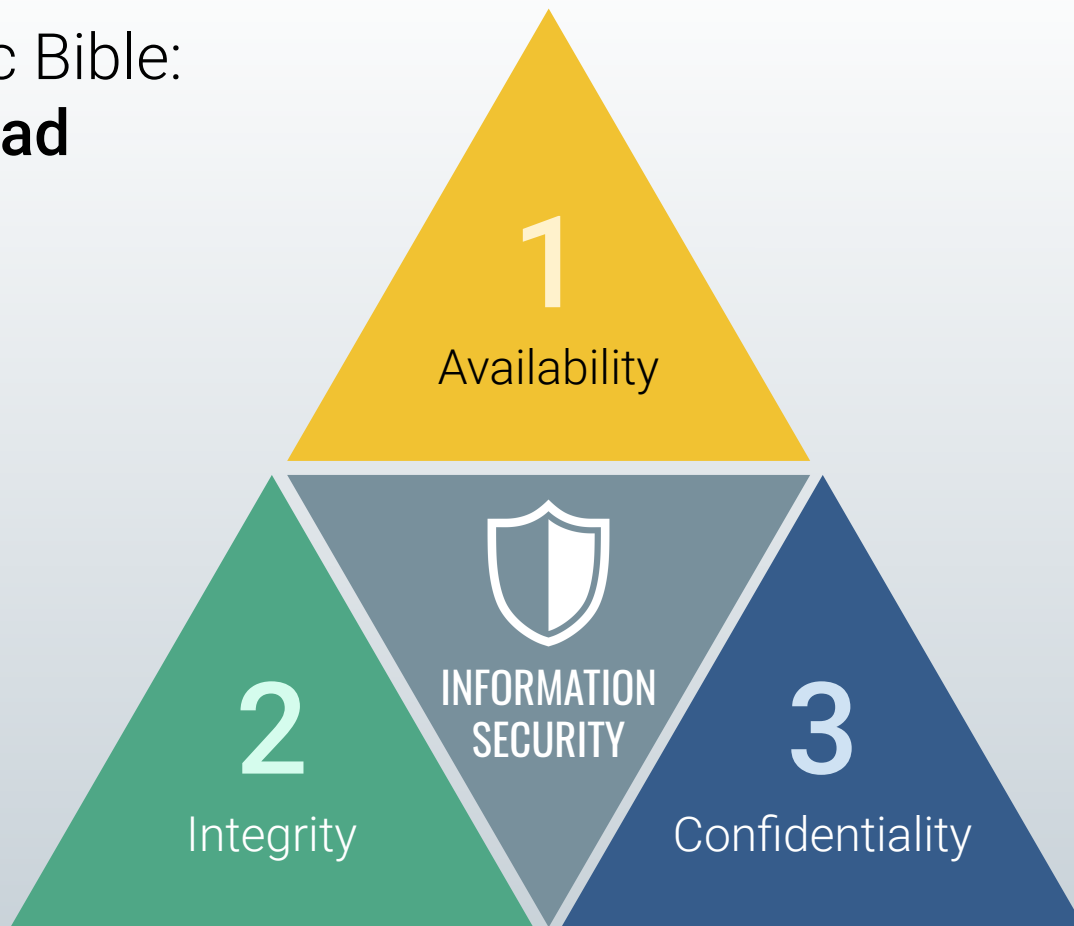 c Bible:
ad
1
Availability
INFORMATION
SECURITY
2
Integrity
3
Confidentiality